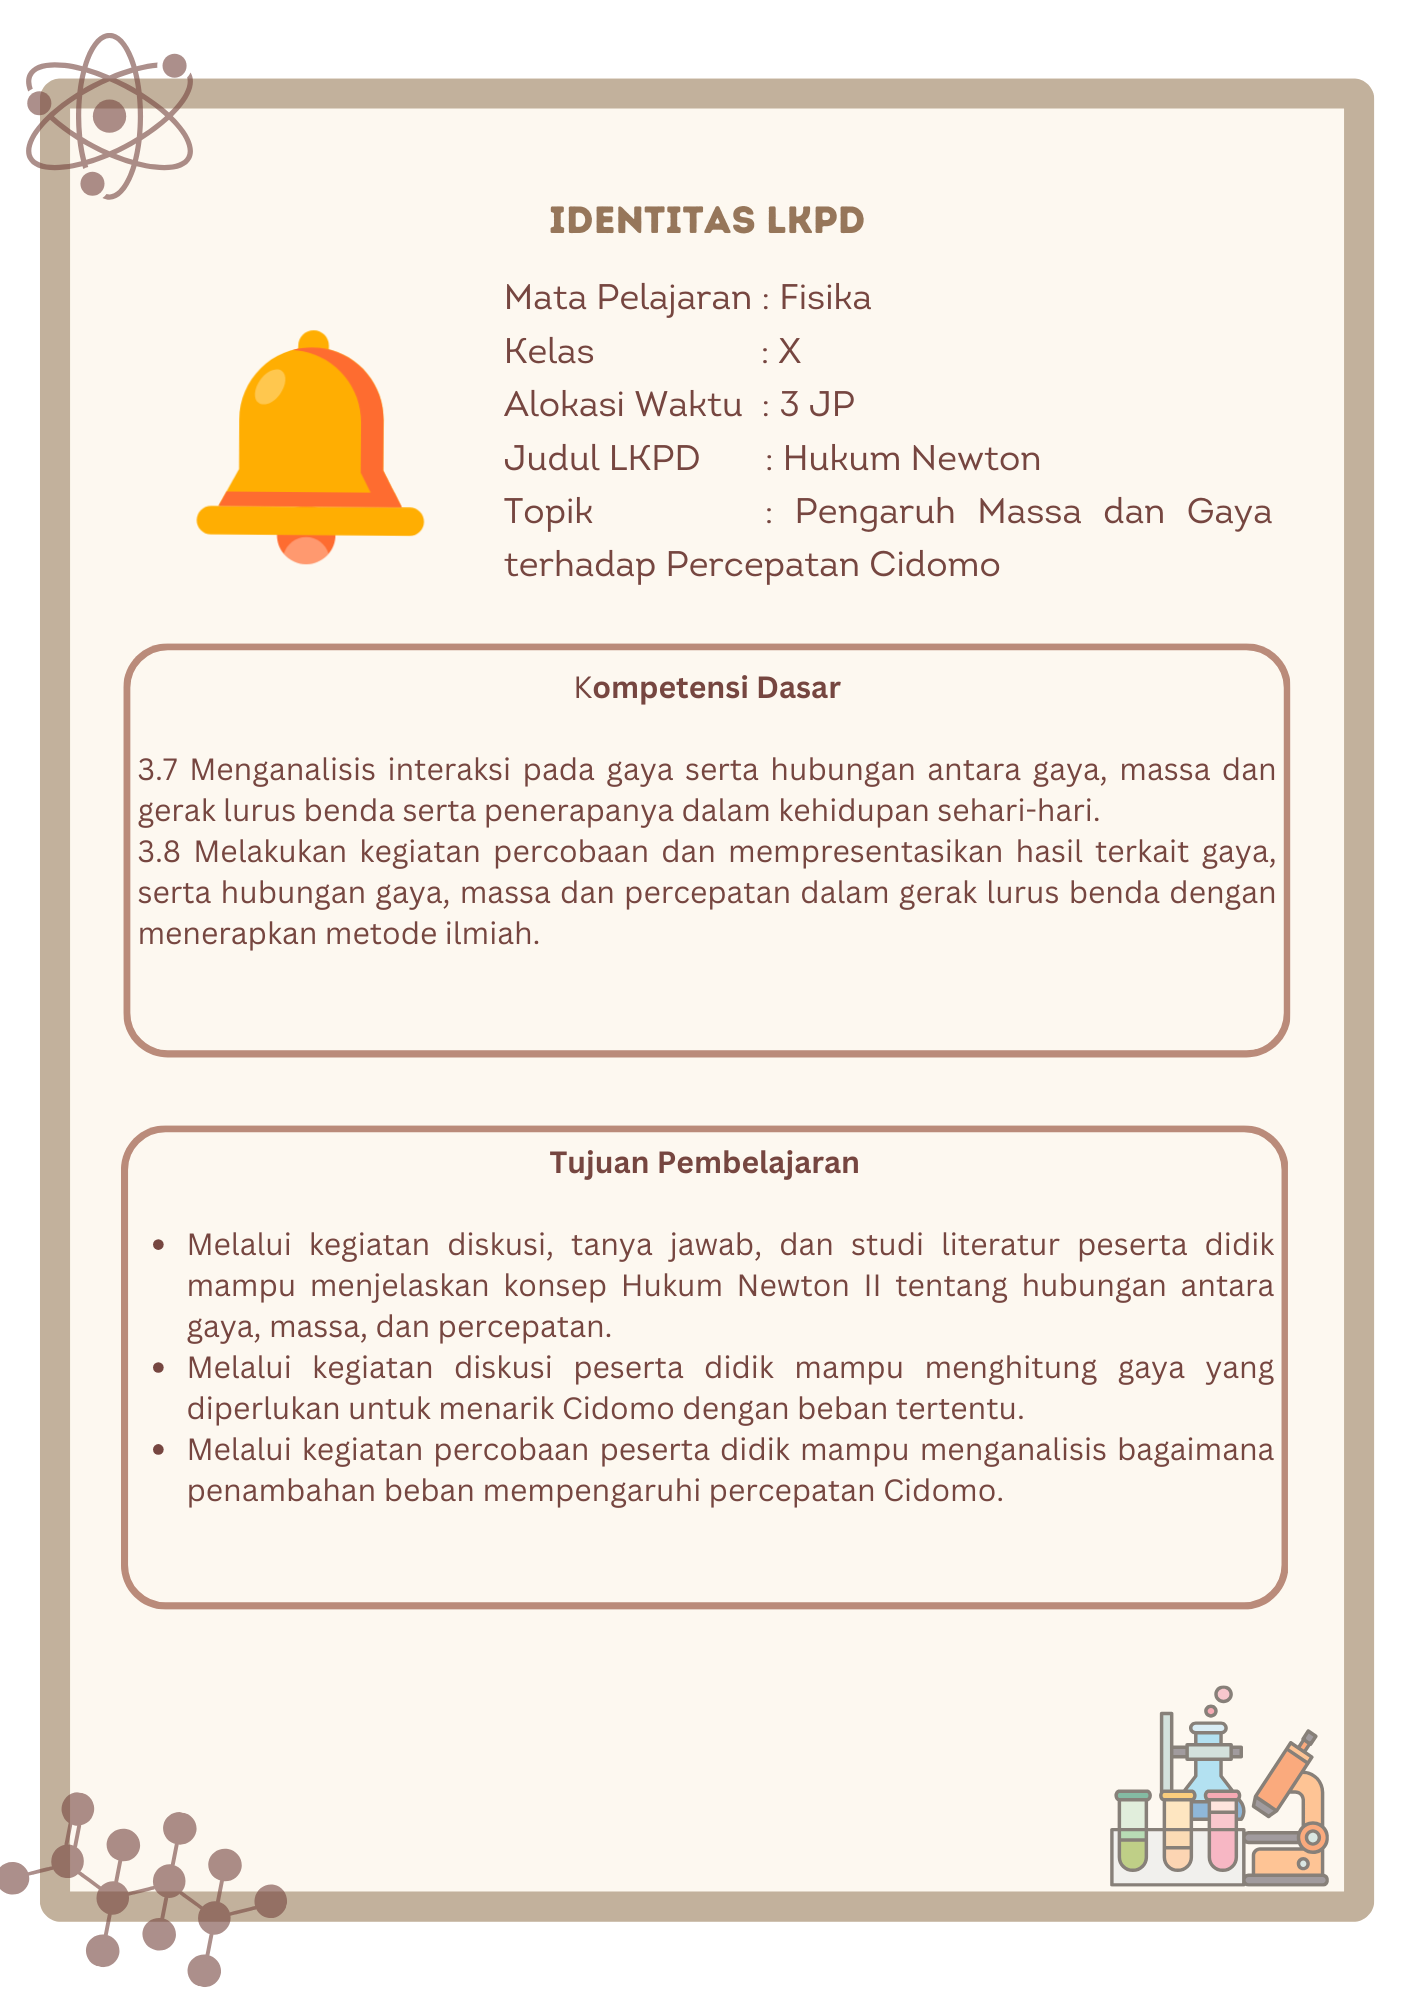 IDENTITAS LKPD
Mata Pelajaran : Fisika
Kelas : X
Alokasi Waktu : 3 JP
Judul LKPD : Hukum Newton
Topik : Pengaruh Massa dan Gaya
terhadap Percepatan Cidomo
Kompetensi Dasar
3.7 Menganalisis interaksi pada gaya serta hubungan antara gaya, massa dan
gerak lurus benda serta penerapanya dalam kehidupan sehari-hari.
3.8 Melakukan kegiatan percobaan dan mempresentasikan hasil terkait gaya,
serta hubungan gaya, massa dan percepatan dalam gerak lurus benda dengan
menerapkan metode ilmiah.
Tujuan Pembelajaran
• Melalui kegiatan diskusi, tanya jawab, dan studi literatur peserta didik
mampu menjelaskan konsep Hukum Newton II tentang hubungan antara
gaya, massa, dan percepatan.
• Melalui kegiatan diskusi peserta didik mampu menghitung gaya yang
diperlukan untuk menarik Cidomo dengan beban tertentu.
• Melalui kegiatan percobaan peserta didik mampu menganalisis bagaimana
penambahan beban mempengaruhi percepatan Cidomo.